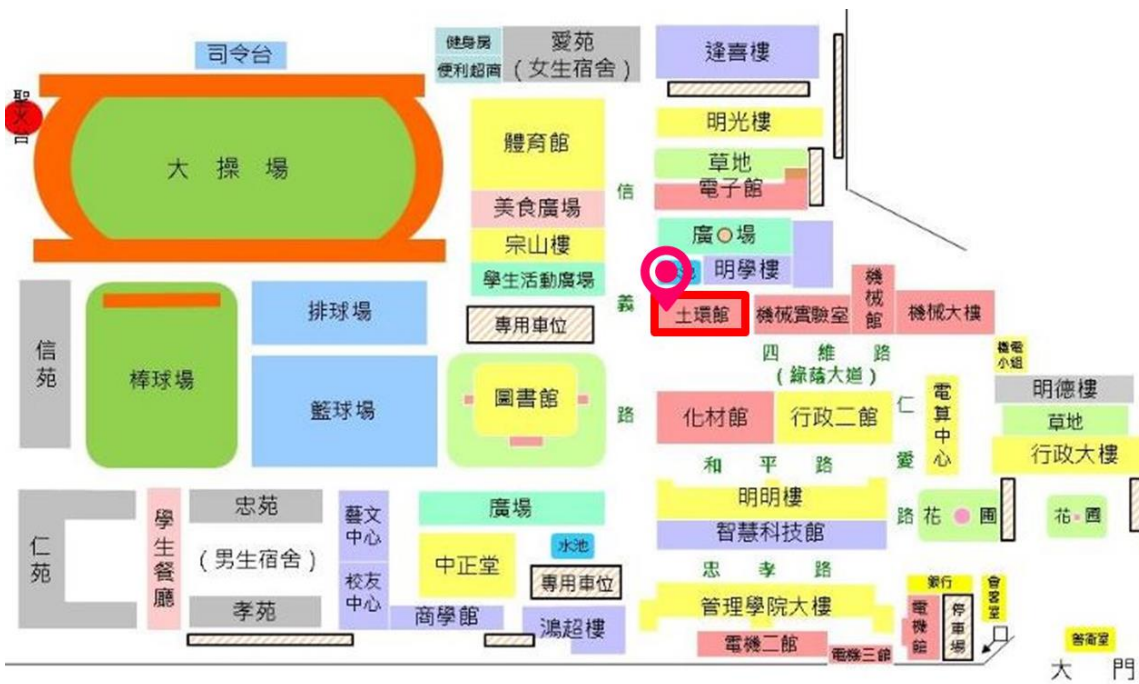 司令台
健身房
便利超商
愛苑
(女生宿舍)
逢喜樓
聖火台
大操場
體育館
明光樓
草地
電子館
信
美食廣場
宗山樓
學生活動廣場
廣場
池
明學樓
義
土環館
機械實驗室
機械館
機械大樓
信苑
棒球場
排球場
專用車位
四維路
(綠蔭大道)
機電
小組
籃球場
圖書館
路
化材館
行政二館
仁
電算中心
明德樓
草地
行政大樓
和平路
愛
仁苑
學生餐廳
忠苑
(男生宿舍)
孝苑
藝文
中心
校友
中心
廣場
中正堂
水池
專用車位
商學館
鴻超樓
明明樓
智慧科技館
路
花圃
花圃
忠孝路
管理學院大樓
電機二館
電機三館
銀行
電機館
停車場
會客室
警衛室
大門